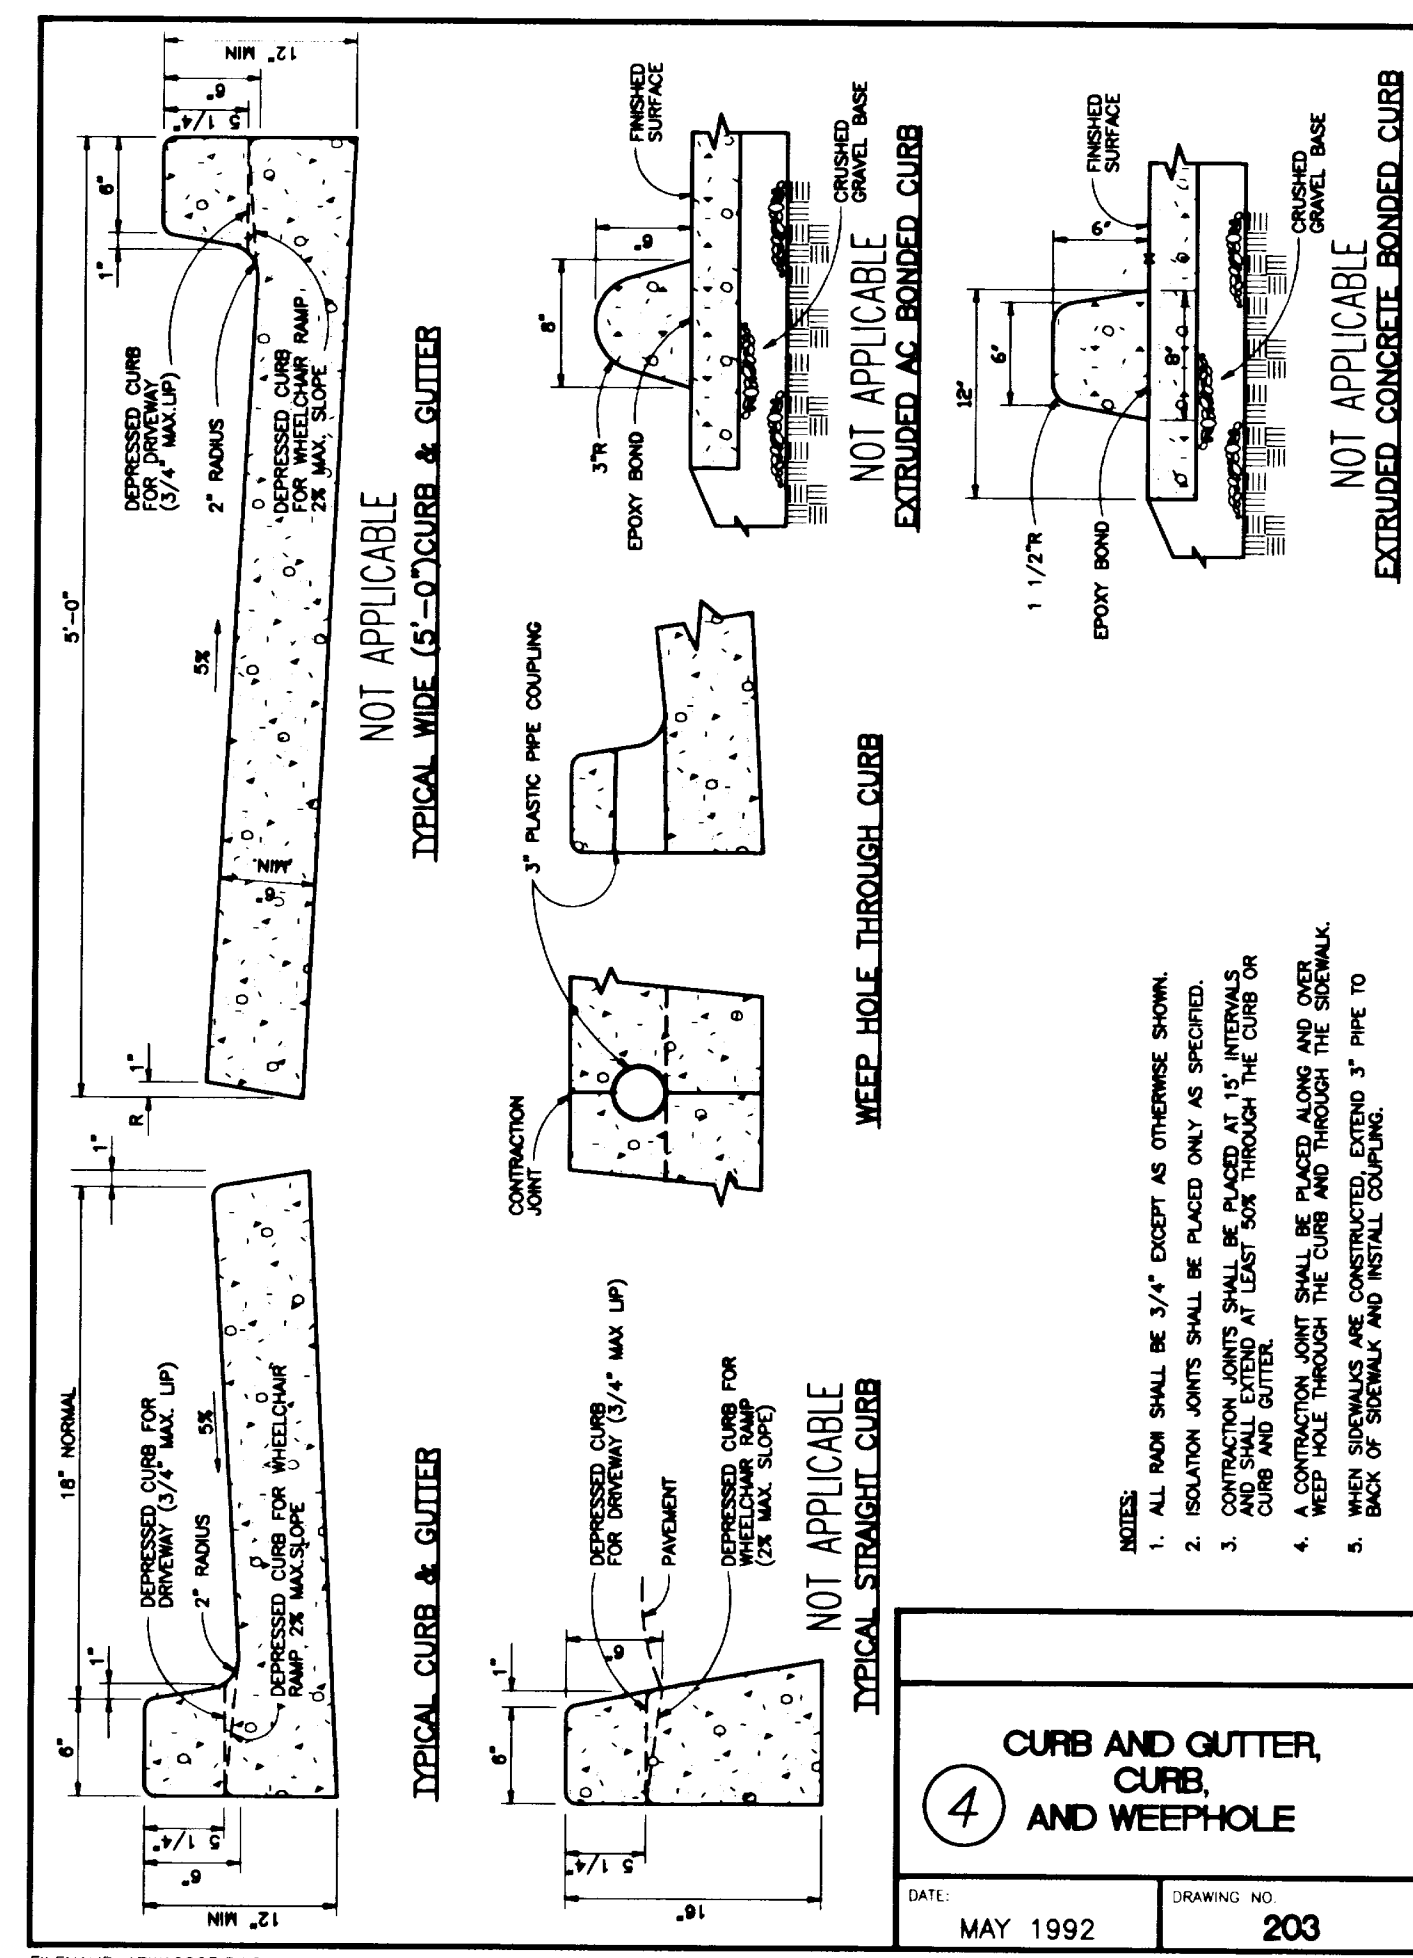 12" MIN
6"
5 1/4"
6"
1"
5'-0"
DEPRESSED CURB
FOR DRIVEWAY
(3/4" MAX.LIP)
2" RADIUS
DEPRESSED CURB
FOR WHEELCHAIR RAMP
2% MAX. SLOPE
5%
6"
MIN.
1"
R
NOT APPLICABLE
TYPICAL WIDE (5'-0")CURB & GUTTER
1"
18" NORMAL
1"
6"
DEPRESSED CURB FOR
DRIVEWAY (3/4" MAX. LIP)
2" RADIUS
5%
DEPRESSED CURB FOR WHEELCHAIR
RAMP, 2% MAX.SLOPE
5 1/4"
6"
12" MIN
TYPICAL CURB & GUTTER
FINISHED
SURFACE
6"
8"
3"R
EPOXY BOND
CRUSHED
GRAVEL BASE
NOT APPLICABLE
EXTRUDED AC BONDED CURB
3" PLASTIC PIPE COUPLING
CONTRACTION
JOINT
WEEP HOLE THROUGH CURB
1"
6"
6"
DEPRESSED CURB
FOR DRIVEWAY (3/4" MAX LIP)
PAVEMENT
DEPRESSED CURB FOR
WHEELCHAIR RAMP
(2% MAX. SLOPE)
5 1/4"
16"
NOT APPLICABLE
TYPICAL STRAIGHT CURB
FINISHED
SURFACE
6"
12"
6"
8"
1 1/2"R
EPOXY BOND
CRUSHED
GRAVEL BASE
NOT APPLICABLE
EXTRUDED CONCRETE BONDED CURB
NOTES:
1. ALL RADII SHALL BE 3/4" EXCEPT AS OTHERWISE SHOWN.
2. ISOLATION JOINTS SHALL BE PLACED ONLY AS SPECIFIED.
3. CONTRACTION JOINTS SHALL BE PLACED AT 15' INTERVALS
AND SHALL EXTEND AT LEAST 50% THROUGH THE CURB OR
CURB AND GUTTER.
4. A CONTRACTION JOINT SHALL BE PLACED ALONG AND OVER
WEEP HOLE THROUGH THE CURB AND THROUGH THE SIDEWALK.
5. WHEN SIDEWALKS ARE CONSTRUCTED, EXTEND 3" PIPE TO
BACK OF SIDEWALK AND INSTALL COUPLING.
CURB AND GUTTER,
CURB,
AND WEEPHOLE
4
DATE:
MAY 1992
DRAWING NO.
203